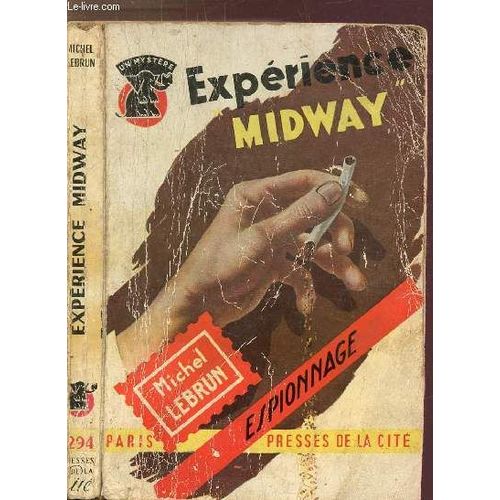 Le-livre.com
MICHEL
LEBRUN
EXPÉRIENCE MIDWAY
294
PRESSES
DE LA
CITÉ
UN MYSTÈRE
Expérience
"MIDWAY"
Michel
LEBRUN
ESPIONNAGE
PARIS
PRESSES DE LA CITÉ